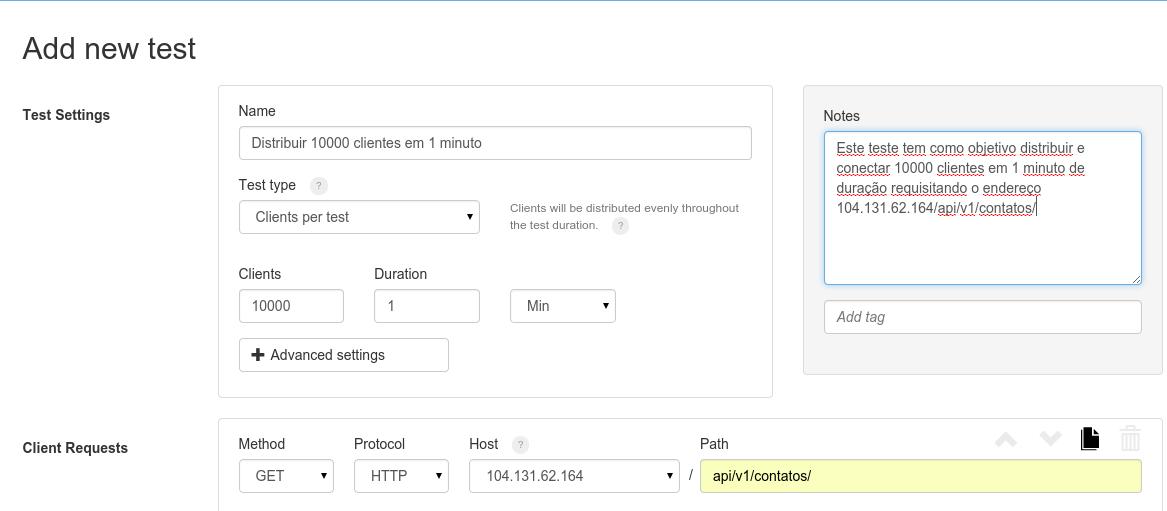 Add new test
Test Settings
Name
Distribuir 10000 clientes em 1 minuto
Test type ?
Clients per test
Clients will be distributed evenly throughout
the test duration. ?
Clients
Duration
10000
1
Min
Advanced settings
Notes
Este teste tem como objetivo distribuir e
conectar 10000 clientes em 1 minuto de
duração requisitando o endereço
104.131.62.164/api/v1/contatos/
Add tag
Client Requests
Method
Protocol
Host ?
Path
GET
HTTP
104.131.62.164
/
api/v1/contatos/